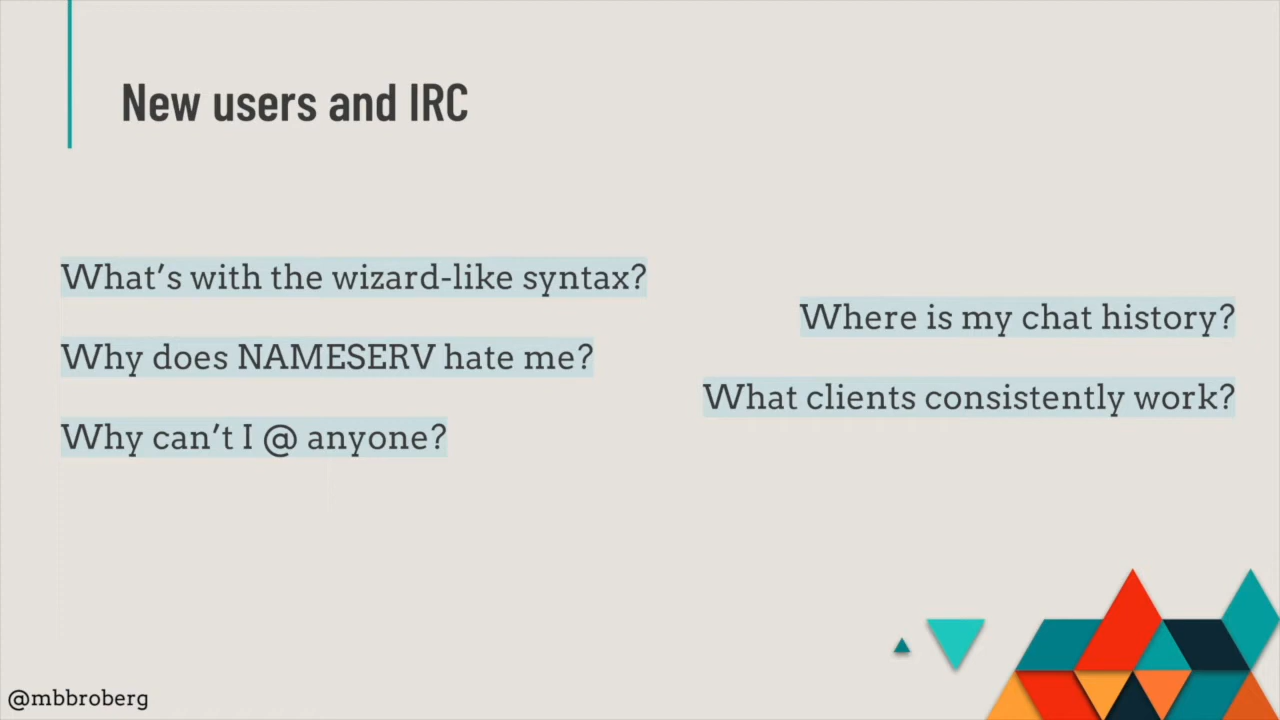 New users and IRC
What’s with the wizard-like syntax?
Why does NAMESERV hate me?
Why can’t I @ anyone?
Where is my chat history?
What clients consistently work?
@mbbroberg